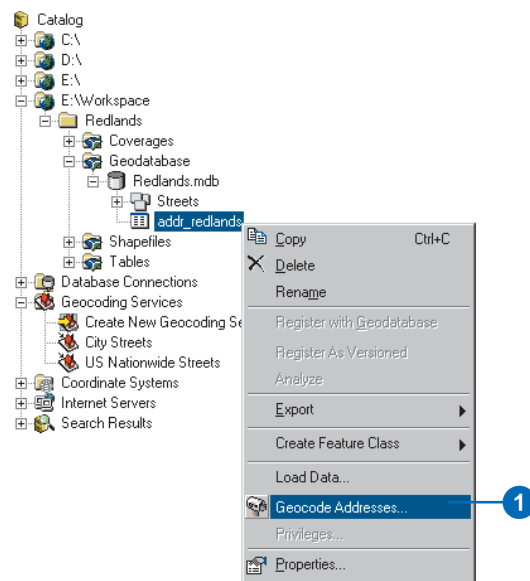 Catalog
C:\
D:\
E:\
E:\Workspace
Redlands
Coverages
Geodatabase
Redlands.mdb
Streets
addr_redlands
Shapefiles
Tables
Database Connections
Geocoding Services
Create New Geocoding Se
City Streets
US Nationwide Streets
Coordinate Systems
Internet Servers
Search Results
Copy Ctrl+C
Delete
Rename
Register with Geodatabase
Register As Versioned
Analyze
Export
Create Feature Class
Load Data...
Geocode Addresses...
1
Privileges...
Properties...